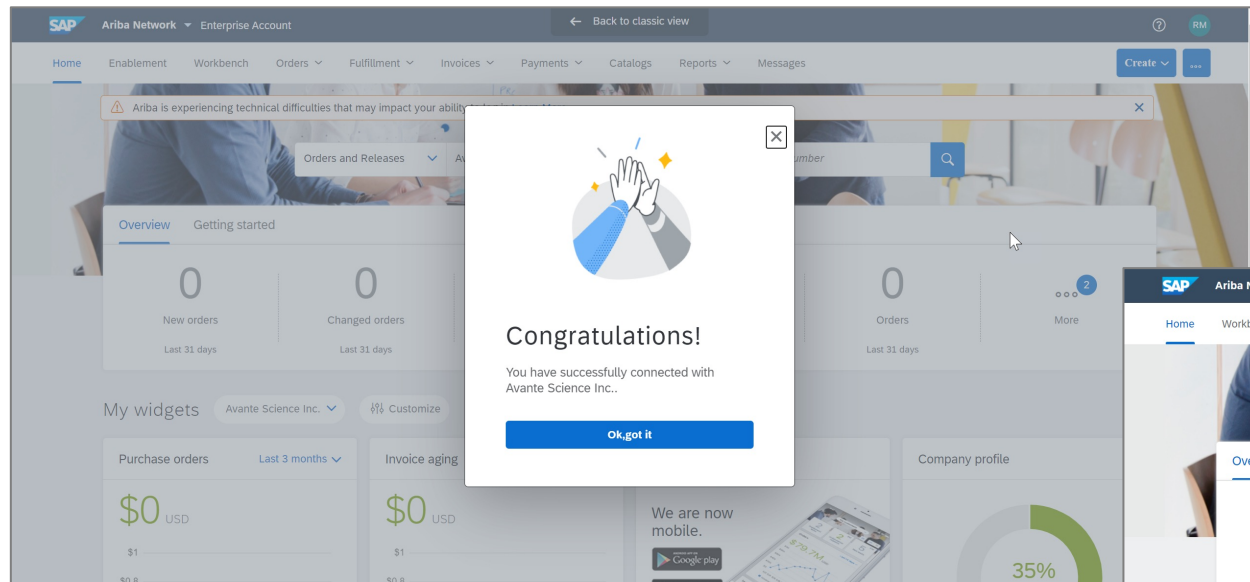 SAP Ariba Network Enterprise Account ← Back to classic view ? RM
Home Enablement Workbench Orders Fulfillment Invoices Payments Catalogs Reports Messages Create ...
Ariba is experiencing technical difficulties that may impact your ability
Orders and Releases
Overview Getting started
0 0 0
New orders Changed orders Orders More 2
Last 31 days Last 31 days Last 31 days
Congratulations!
You have successfully connected with
Avante Science Inc..
Ok,got it
My widgets Avante Science Inc. Customize
Purchase orders Last 3 months Invoice aging Company profile
$0 USD $0 USD
We are now
mobile.
$1 $1
Google play
35%
SAP Ariba
Home